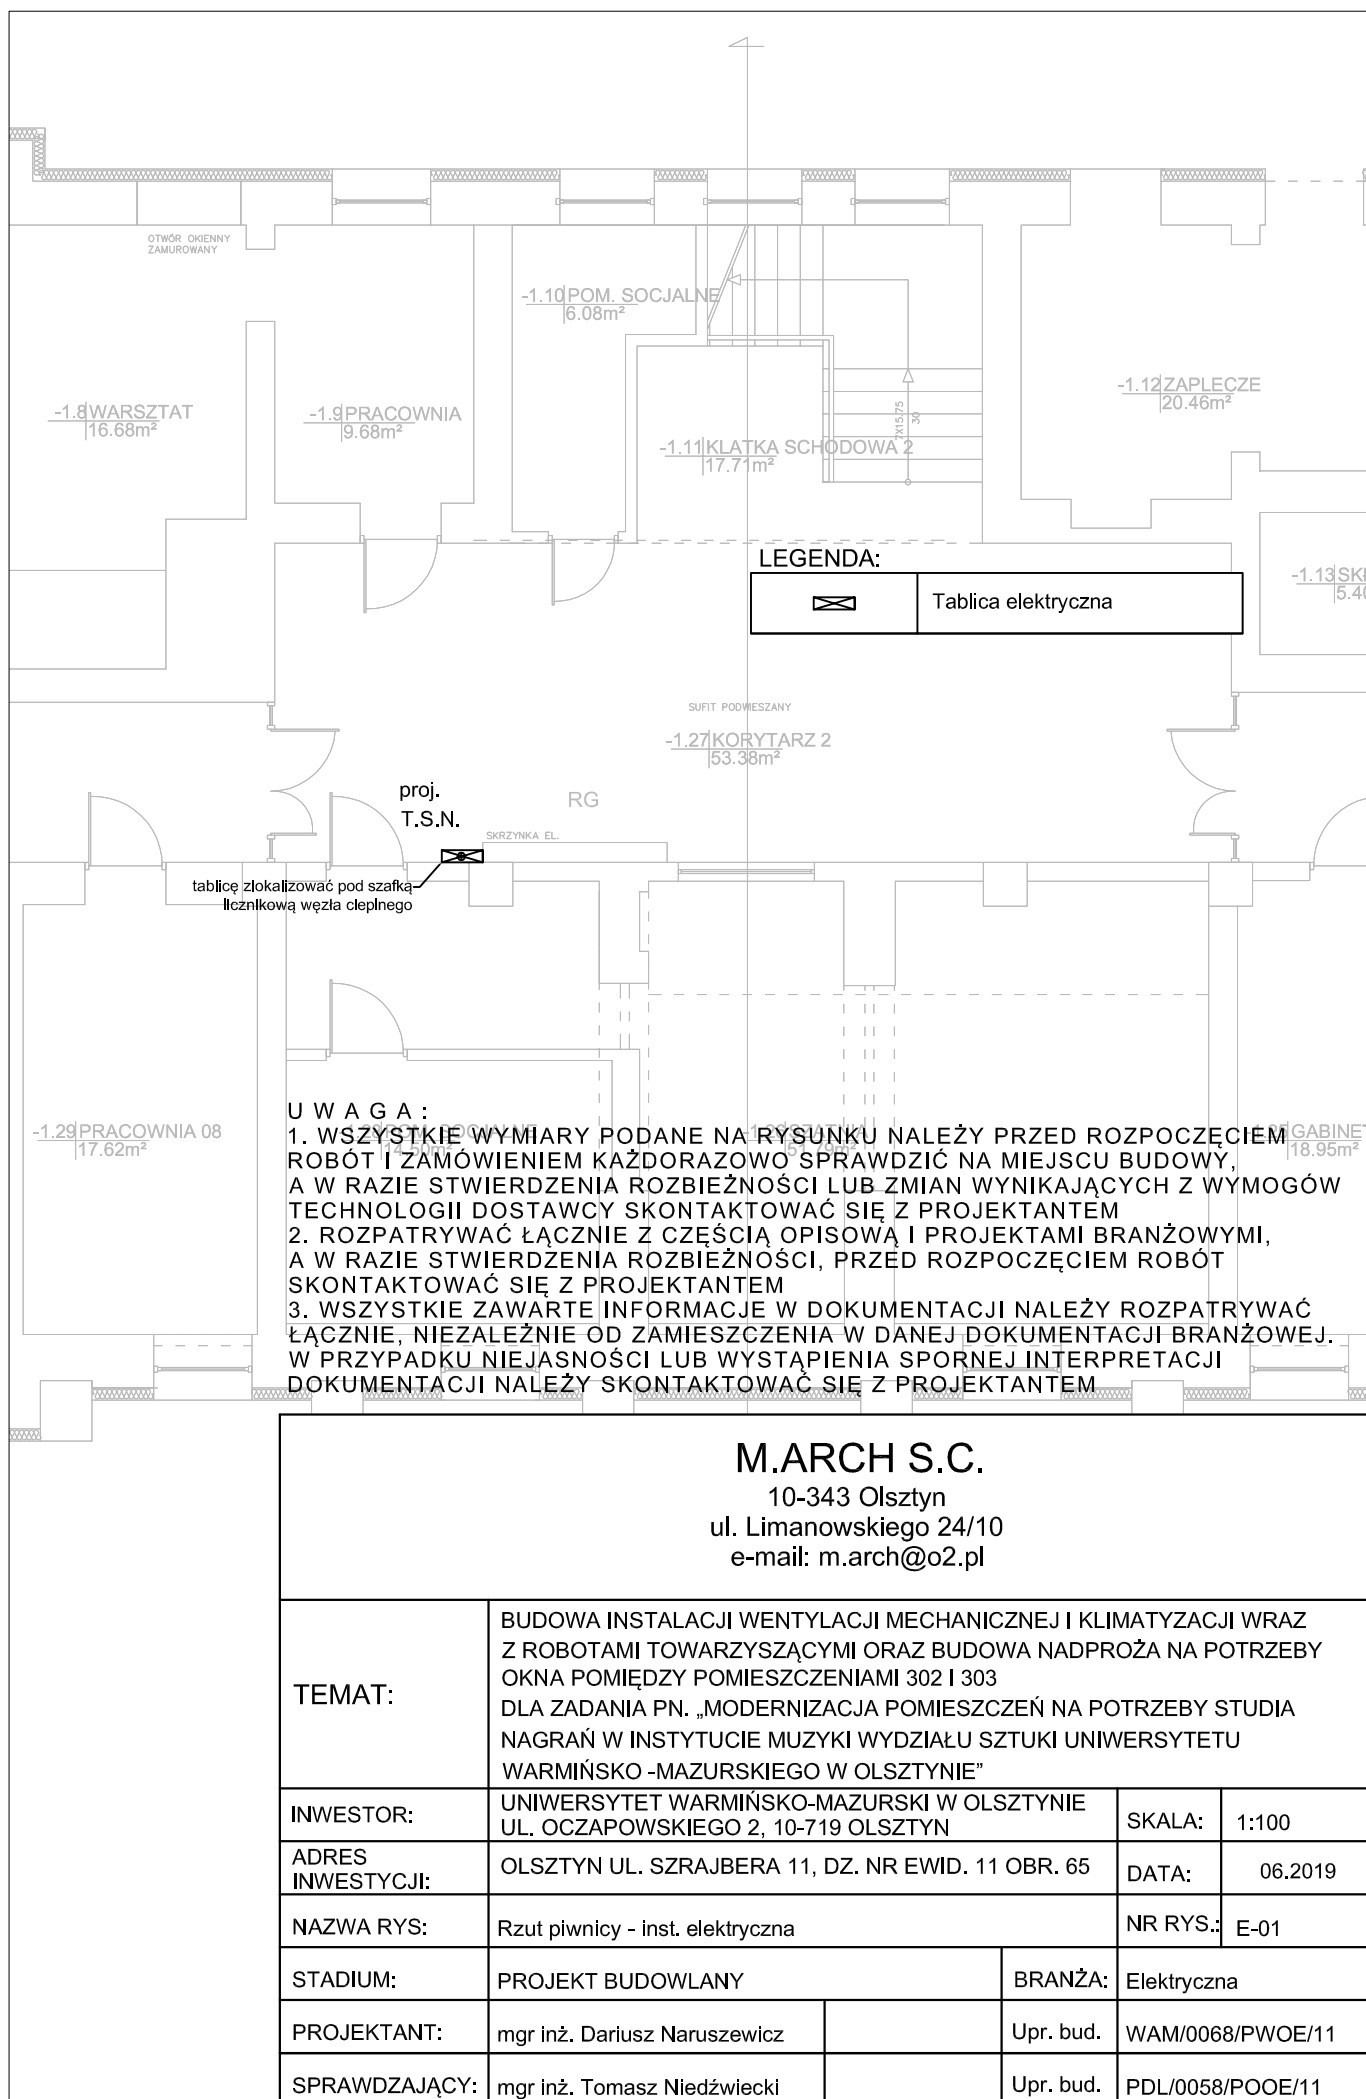 OTWÓR OKIENNY
ZAMUROWANY
-1.10 POM. SOCJALNE
6.08m²
-1.8 WARSZTAT
16.68m²
-1.9 PRACOWNIA
9.68m²
-1.11 KLATKA SCHODOWA 2
17.71m²
7X15.75
30
-1.12 ZAPLECZE
20.46m²
LEGENDA:
Tablica elektryczna
-1.13
5.40
SUFIT PODWIESZANY
-1.27 KORYTARZ 2
53.38m²
proj.
T.S.N.
RG
SKRZYNKA EL.
tablicę zlokalizować pod szafką
licznikową węzła cieplnego
-1.29 PRACOWNIA 08
17.62m²
14.50m²
51.79m²
GABINET
18.95m²
U W A G A :
1. WSZYSTKIE WYMIARY PODANE NA RYSUNKU NALEŻY PRZED ROZPOCZĘCIEM
ROBÓT I ZAMÓWIENIEM KAŻDORAZOWO SPRAWDZIĆ NA MIEJSCU BUDOWY,
A W RAZIE STWIERDZENIA ROZBIEŻNOŚCI LUB ZMIAN WYNIKAJĄCYCH Z WYMOGÓW
TECHNOLOGII DOSTAWCY SKONTAKTOWAĆ SIĘ Z PROJEKTANTEM
2. ROZPATRYWAĆ ŁĄCZNIE Z CZĘŚCIĄ OPISOWĄ I PROJEKTAMI BRANŻOWYMI,
A W RAZIE STWIERDZENIA ROZBIEŻNOŚCI, PRZED ROZPOCZĘCIEM ROBÓT
SKONTAKTOWAĆ SIĘ Z PROJEKTANTEM
3. WSZYSTKIE ZAWARTE INFORMACJE W DOKUMENTACJI NALEŻY ROZPATRYWAĆ
ŁĄCZNIE, NIEZALEŻNIE OD ZAMIESZCZENIA W DANEJ DOKUMENTACJI BRANŻOWEJ.
W PRZYPADKU NIEJASNOŚCI LUB WYSTĄPIENIA SPORNEJ INTERPRETACJI
DOKUMENTACJI NALEŻY SKONTAKTOWAĆ SIĘ Z PROJEKTANTEM
M.ARCH S.C.
10-343 Olsztyn
ul. Limanowskiego 24/10
e-mail: m.arch@o2.pl
TEMAT:
BUDOWA INSTALACJI WENTYLACJI MECHANICZNEJ I KLIMATYZACJI WRAZ
Z ROBOTAMI TOWARZYSZĄCYMI ORAZ BUDOWA NADPROŻA NA POTRZEBY
OKNA POMIĘDZY POMIESZCZENIAMI 302 I 303
DLA ZADANIA PN. „MODERNIZACJA POMIESZCZEŃ NA POTRZEBY STUDIA
NAGRAŃ W INSTYTUCIE MUZYKI WYDZIAŁU SZTUKI UNIWERSYTETU
WARMIŃSKO -MAZURSKIEGO W OLSZTYNIE”
INWESTOR:
UNIWERSYTET WARMIŃSKO-MAZURSKI W OLSZTYNIE
UL. OCZAPOWSKIEGO 2, 10-719 OLSZTYN
SKALA: 1:100
ADRES
INWESTYCJI:
OLSZTYN UL. SZRAJBERA 11, DZ. NR EWID. 11 OBR. 65
DATA: 06.2019
NAZWA RYS: Rzut piwnicy - inst. elektryczna NR RYS.: E-01
STADIUM: PROJEKT BUDOWLANY BRANŻA: Elektryczna
PROJEKTANT: mgr inż. Dariusz Naruszewicz Upr. bud. WAM/0068/PWOE/11
SPRAWDZAJĄCY: mgr inż. Tomasz Niedźwiecki Upr. bud. PDL/0058/POOE/11